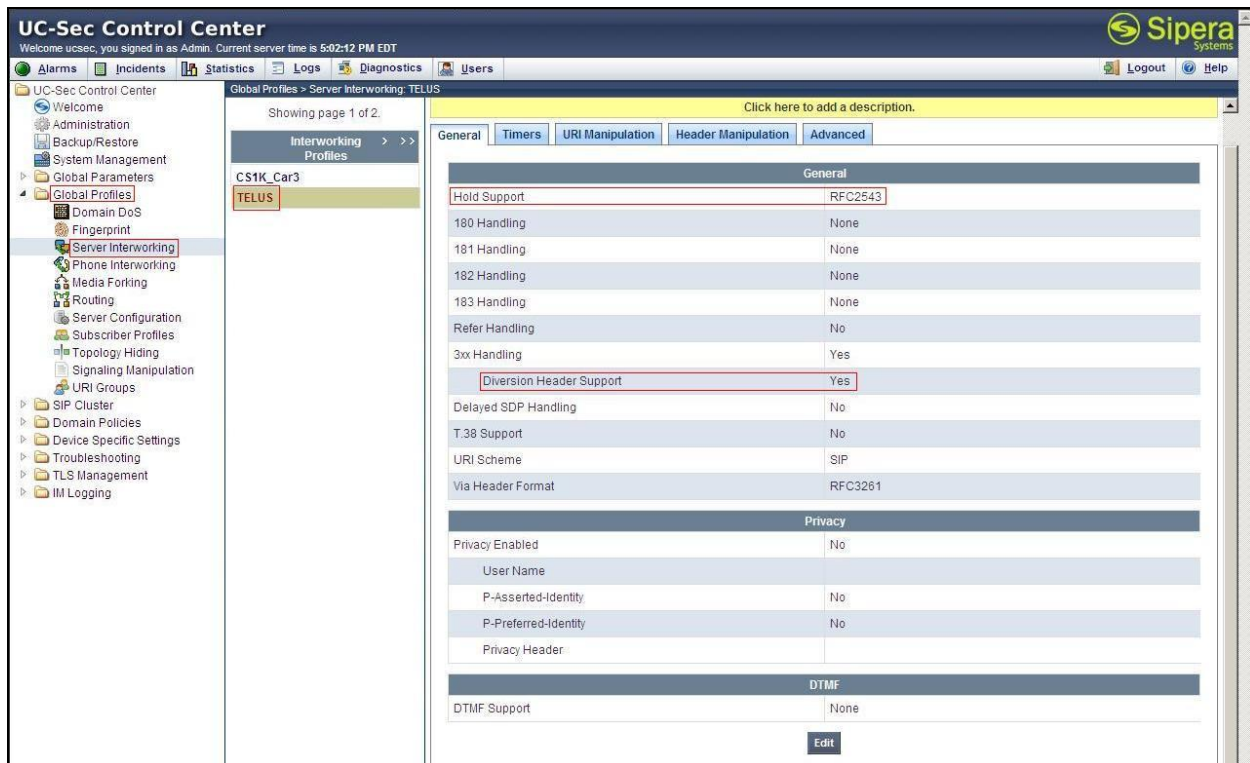 UC-Sec Control Center
Welcome ucsec, you signed in as Admin. Current server time is 5:02:12 PM EDT
Sipera
Systems
Alarms Incidents Statistics Logs Diagnostics Users Logout Help
UC-Sec Control Center
Welcome
Administration
Backup/Restore
System Management
Global Parameters
Global Profiles
Domain DoS
Fingerprint
Server Interworking
Phone Interworking
Media Forking
Routing
Server Configuration
Subscriber Profiles
Topology Hiding
Signaling Manipulation
URI Groups
SIP Cluster
Domain Policies
Device Specific Settings
Troubleshooting
TLS Management
IM Logging
Global Profiles > Server Interworking: TELUS
Showing page 1 of 2.
Interworking Profiles > >>
CS1K_Car3
TELUS
Click here to add a description.
General Timers URI Manipulation Header Manipulation Advanced
General
Hold Support RFC2543
180 Handling None
181 Handling None
182 Handling None
183 Handling None
Refer Handling No
3xx Handling Yes
Diversion Header Support Yes
Delayed SDP Handling No
T.38 Support No
URI Scheme SIP
Via Header Format RFC3261
Privacy
Privacy Enabled No
User Name
P-Asserted-Identity No
P-Preferred-Identity No
Privacy Header
DTMF
DTMF Support None
Edit